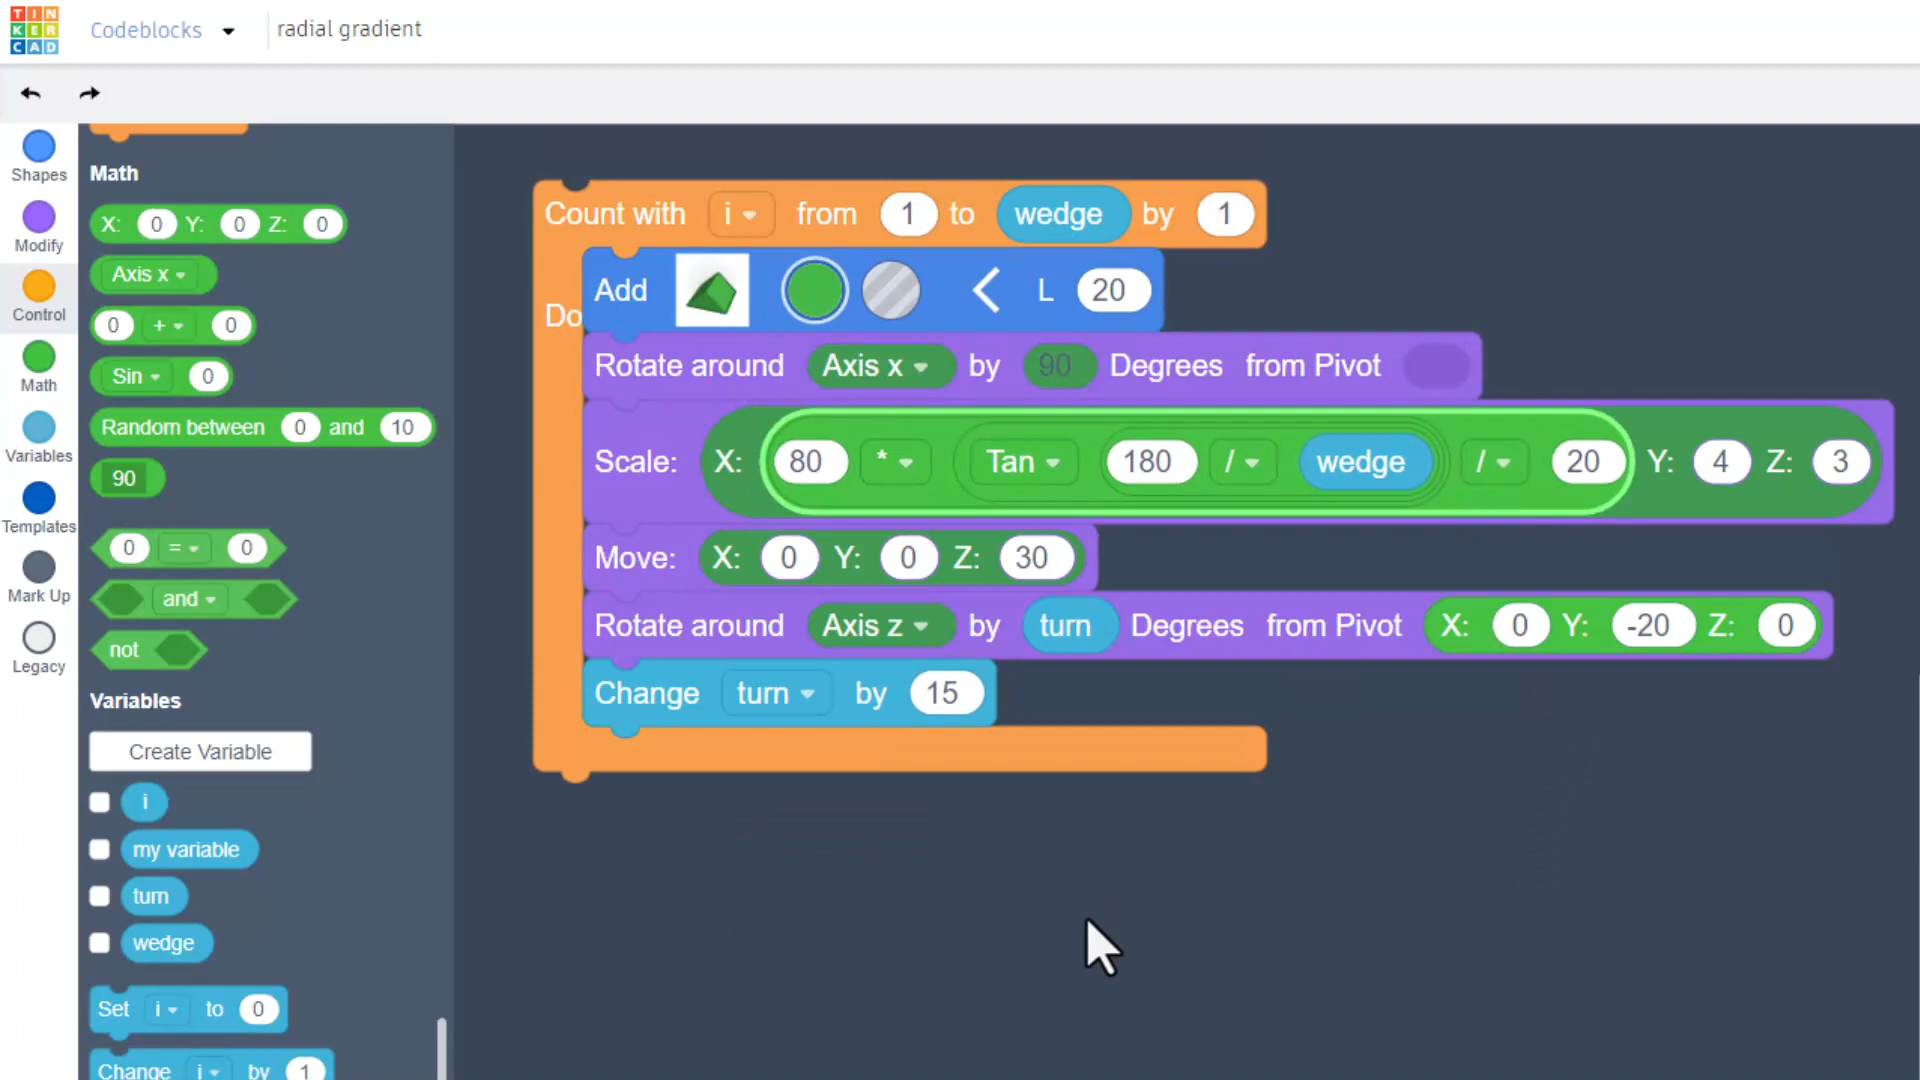 TIN
KER
CAD
Codeblocks
radial gradient
Shapes
Modify
Control
Math
Variables
Templates
Mark Up
Legacy
Math
X: 0 Y: 0 Z: 0
Axis x
0 + 0
Sin 0
Random between 0 and 10
90
0 = 0
and
not
Variables
Create Variable
i
my variable
turn
wedge
Set i to 0
Change i by 1
Count with i from 1 to wedge by 1
Do
Add < L 20
Rotate around Axis x by 90 Degrees from Pivot
Scale: X: 80 * Tan 180 / wedge / 20 Y: 4 Z: 3
Move: X: 0 Y: 0 Z: 30
Rotate around Axis z by turn Degrees from Pivot X: 0 Y: -20 Z: 0
Change turn by 15